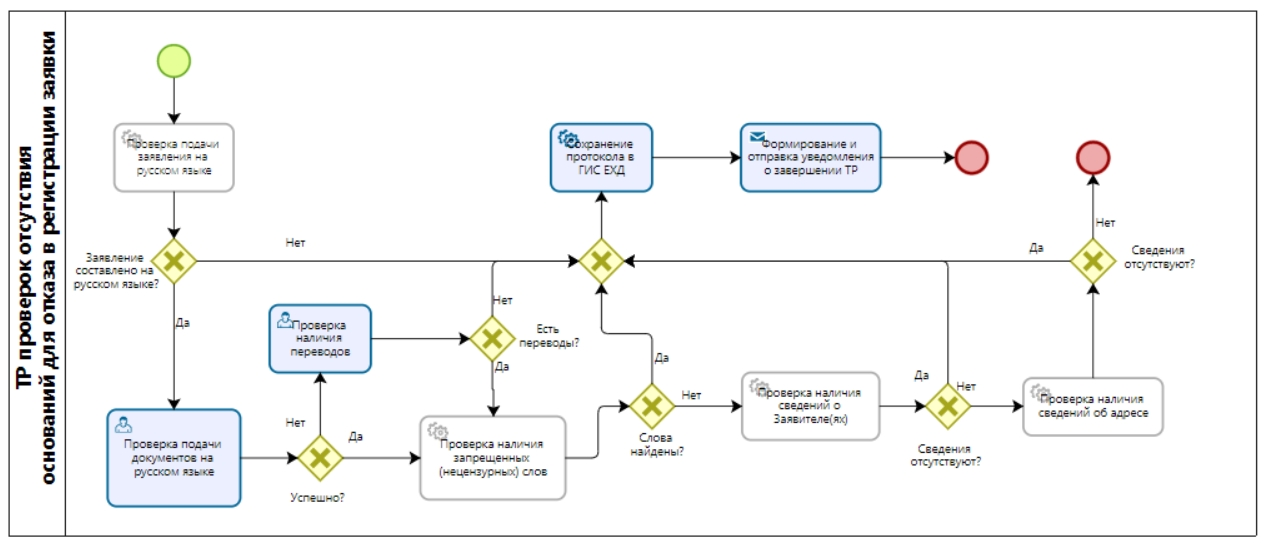 ТР проверок отсутствия
оснований для отказа в регистрации заявки
Проверка подачи
заявления на
русском языке
Заявление
составлено на
русском языке?
Нет
Да
Проверка подачи
документов на
русском языке
Успешно?
Нет
Да
Проверка
наличия
переводов
Есть
переводы?
Нет
Да
Проверка наличия
запрещенных
(нецензурных) слов
Слова
найдены?
Да
Нет
Сохранение
протокола в
ГИС ЕХД
Формирование и
отправка уведомления
о завершении ТР
Проверка наличия
сведений о
Заявителе(ях)
Сведения
отсутствуют?
Да
Нет
Проверка наличия
сведений об адресе
Сведения
отсутствуют?
Да
Нет